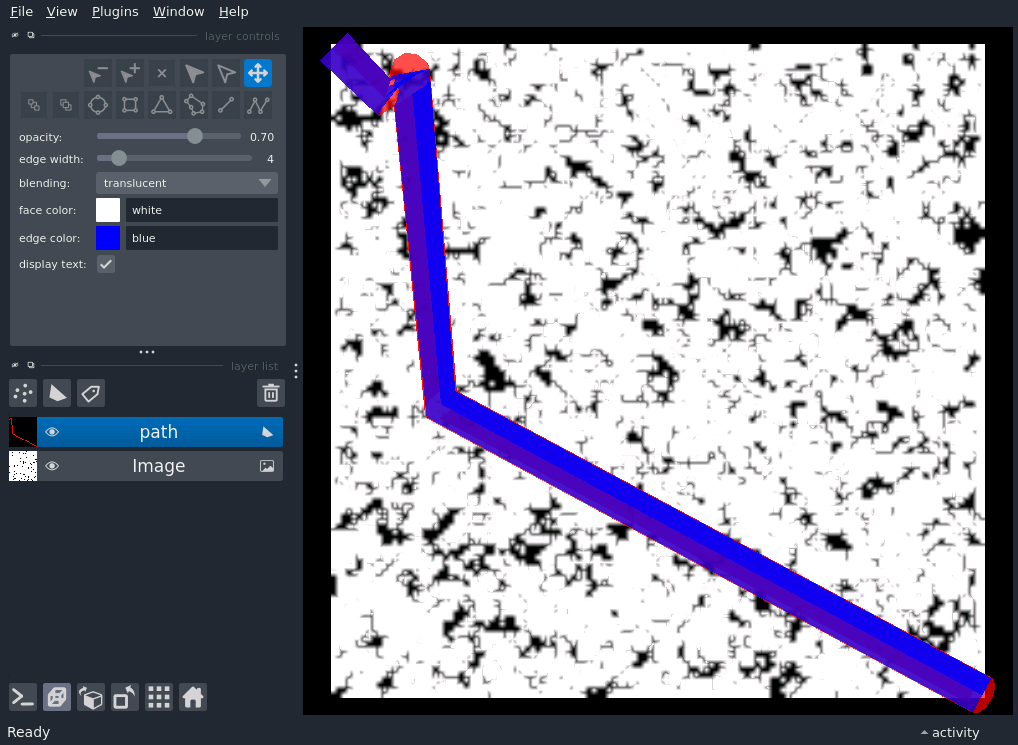 File View Plugins Window Help
layer controls
opacity: 0.70
edge width: 4
blending: translucent
face color: white
edge color: blue
display text:
layer list
path
Image
Ready activity